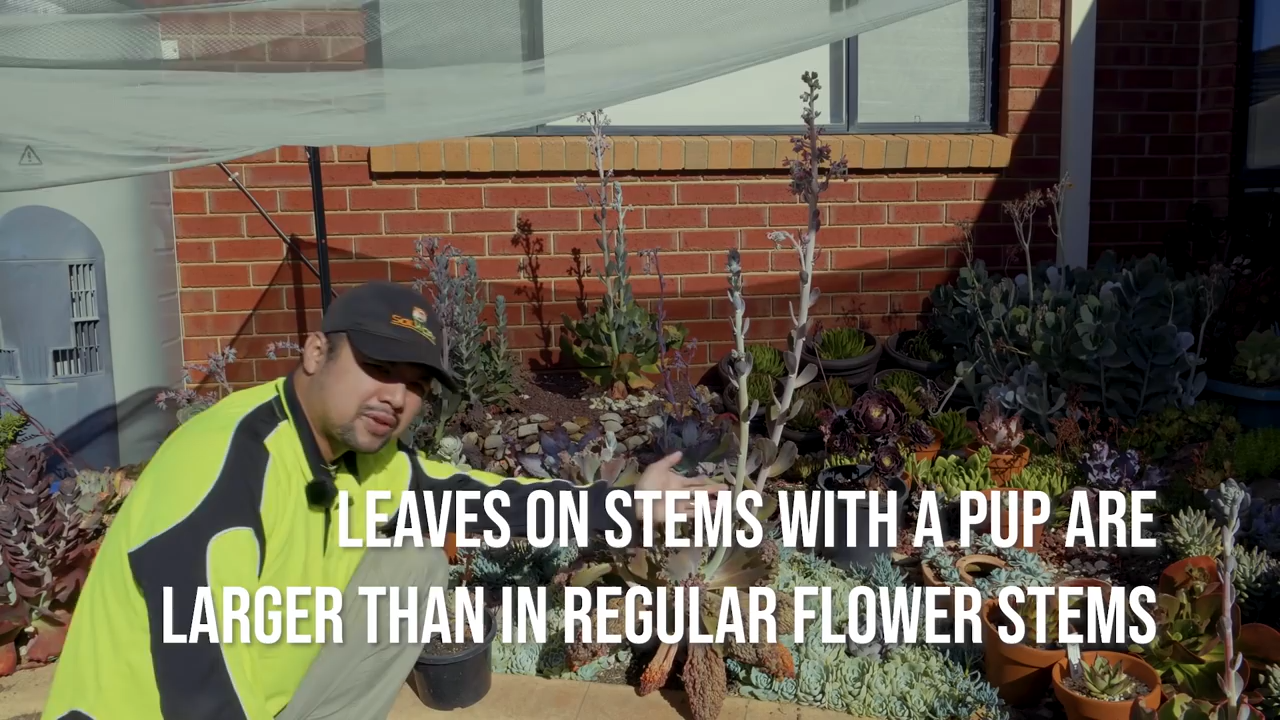 LEAVES ON STEMS WITH A PUP ARE
LARGER THAN IN REGULAR FLOWER STEMS